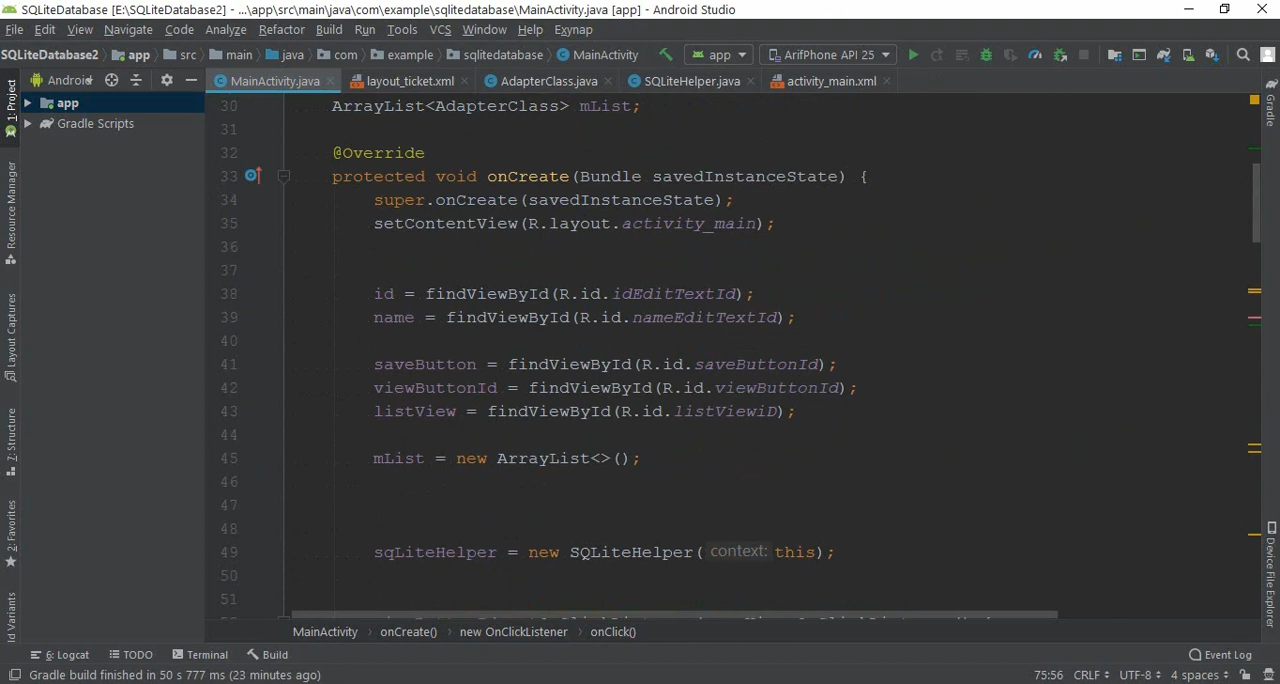 SQLiteDatabase [E:\SQLiteDatabase2] - ...\app\src\main\java\com\example\sqlitedatabase\MainActivity.java [app] - Android Studio
File Edit View Navigate Code Analyze Refactor Build Run Tools VCS Window Help Exynap
SQLiteDatabase2 app src main java com example sqlitedatabase MainActivity app ArifPhone API 25
Android MainActivity.java layout_ticket.xml AdapterClass.java SQLiteHelper.java activity_main.xml
app
Gradle Scripts
1: Project
Resource Manager
Layout Captures
7: Structure
2: Favorites
ld Variants
30 ArrayList<AdapterClass> mList;
31
32 @Override
33 protected void onCreate(Bundle savedInstanceState) {
34 super.onCreate(savedInstanceState);
35 setContentView(R.layout.activity_main);
36
37
38 id = findViewById(R.id.idEditTextId);
39 name = findViewById(R.id.nameEditTextId);
40
41 saveButton = findViewById(R.id.saveButtonId);
42 viewButtonId = findViewById(R.id.viewButtonId);
43 listView = findViewById(R.id.listViewiD);
44
45 mList = new ArrayList<>();
46
47
48
49 sqLiteHelper = new SQLiteHelper( context: this);
50
51
Gradle
Device File Explorer
MainActivity › onCreate() › new OnClickListener › onClick()
6: Logcat TODO Terminal Build Event Log
Gradle build finished in 50 s 777 ms (23 minutes ago) 75:56 CRLF UTF-8 4 spaces